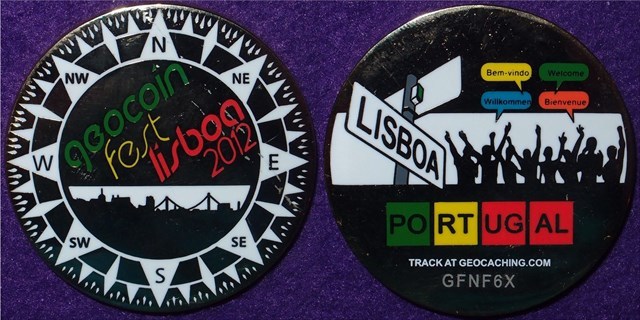 N
NW
NE
geocoin
fest
lisbon
2012
W
E
SW
SE
S
Bem-vindo
Welcome
Willkommen
Bienvenue
LISBOA
PORTUGAL
TRACK AT GEOCACHING.COM
GFNF6X